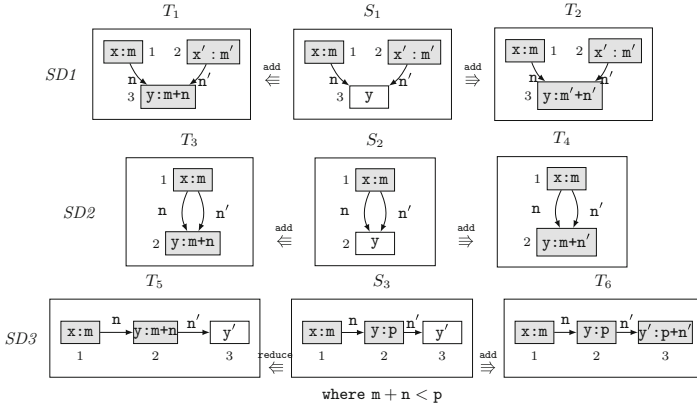 T₁ S₁ T₂
SD1 x:m 1 2 x′:m′ n n′ 3 y:m+n ⇚ add x:m 1 2 x′:m′ n n′ 3 y add ⇛ x:m 1 2 x′:m′ n n′ 3 y:m′+n′
T₃ S₂ T₄
SD2 1 x:m n n′ 2 y:m+n ⇚ add 1 x:m n n′ 2 y add ⇛ 1 x:m n n′ 2 y:m+n′
T₅ S₃ T₆
SD3 x:m n y:m+n n′ y′ x:m n y:p n′ y′ x:m n y:p n′ y′:p+n′
1 2 3 reduce ⇚ 1 2 3 add ⇛ 1 2 3
where m + n < p